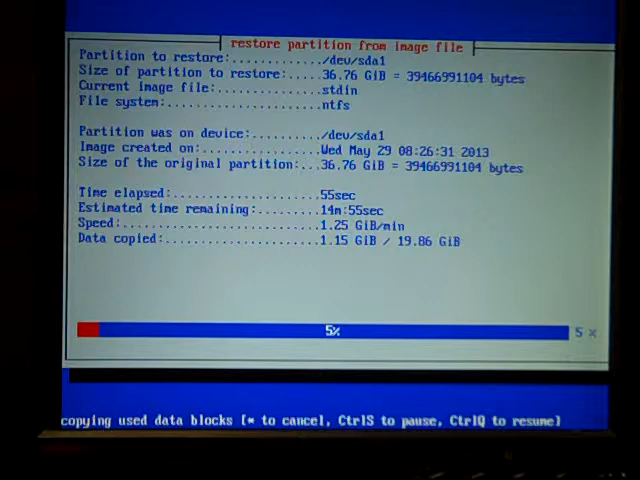 restore partition from image file
Partition to restore:............./dev/sda1
Size of partition to restore:.....36.76 GiB = 39466991104 bytes
Current image file:...............stdin
File system:......................ntfs
Partition was on device:........../dev/sda1
Image created on:.................Wed May 29 08:26:31 2013
Size of the original partition:...36.76 GiB = 39466991104 bytes
Time elapsed:.....................55sec
Estimated time remaining:.........14m:55sec
Speed:............................1.25 GiB/min
Data copied:......................1.15 GiB / 19.86 GiB
5% 5 %
copying used data blocks [* to cancel, CtrlS to pause, CtrlQ to resume]